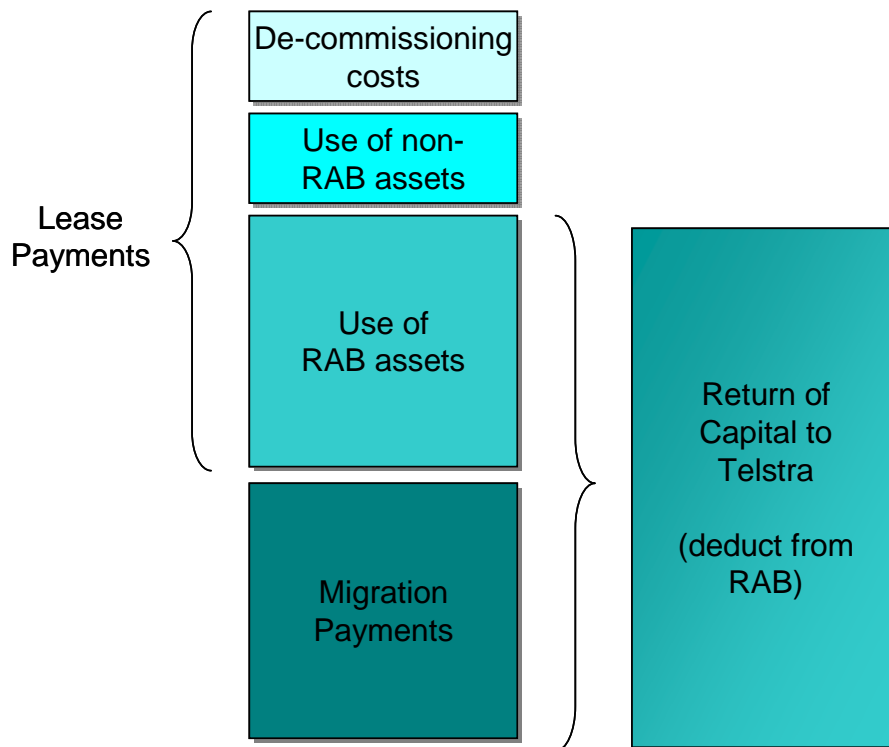 De-commissioning
costs
Use of non-
RAB assets
Lease
Payments
Use of
RAB assets
Migration
Payments
Return of
Capital to
Telstra
(deduct from
RAB)